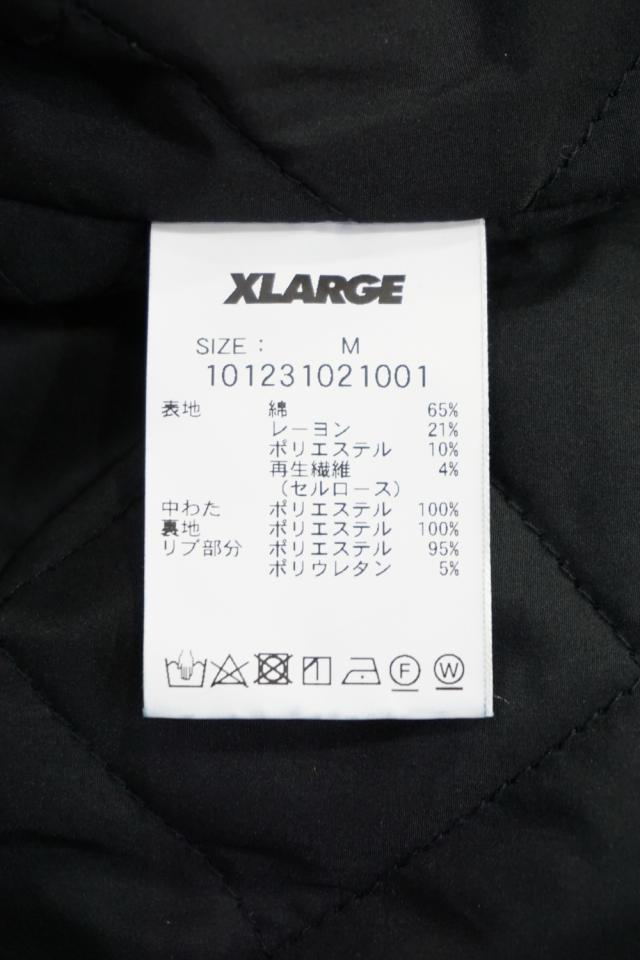 XLARGE
SIZE : M
101231021001
表地 綿 65%
レーヨン 21%
ポリエステル 10%
再生繊維 4%
(セルロース)
中わた ポリエステル 100%
裏地 ポリエステル 100%
リブ部分 ポリエステル 95%
ポリウレタン 5%
F W